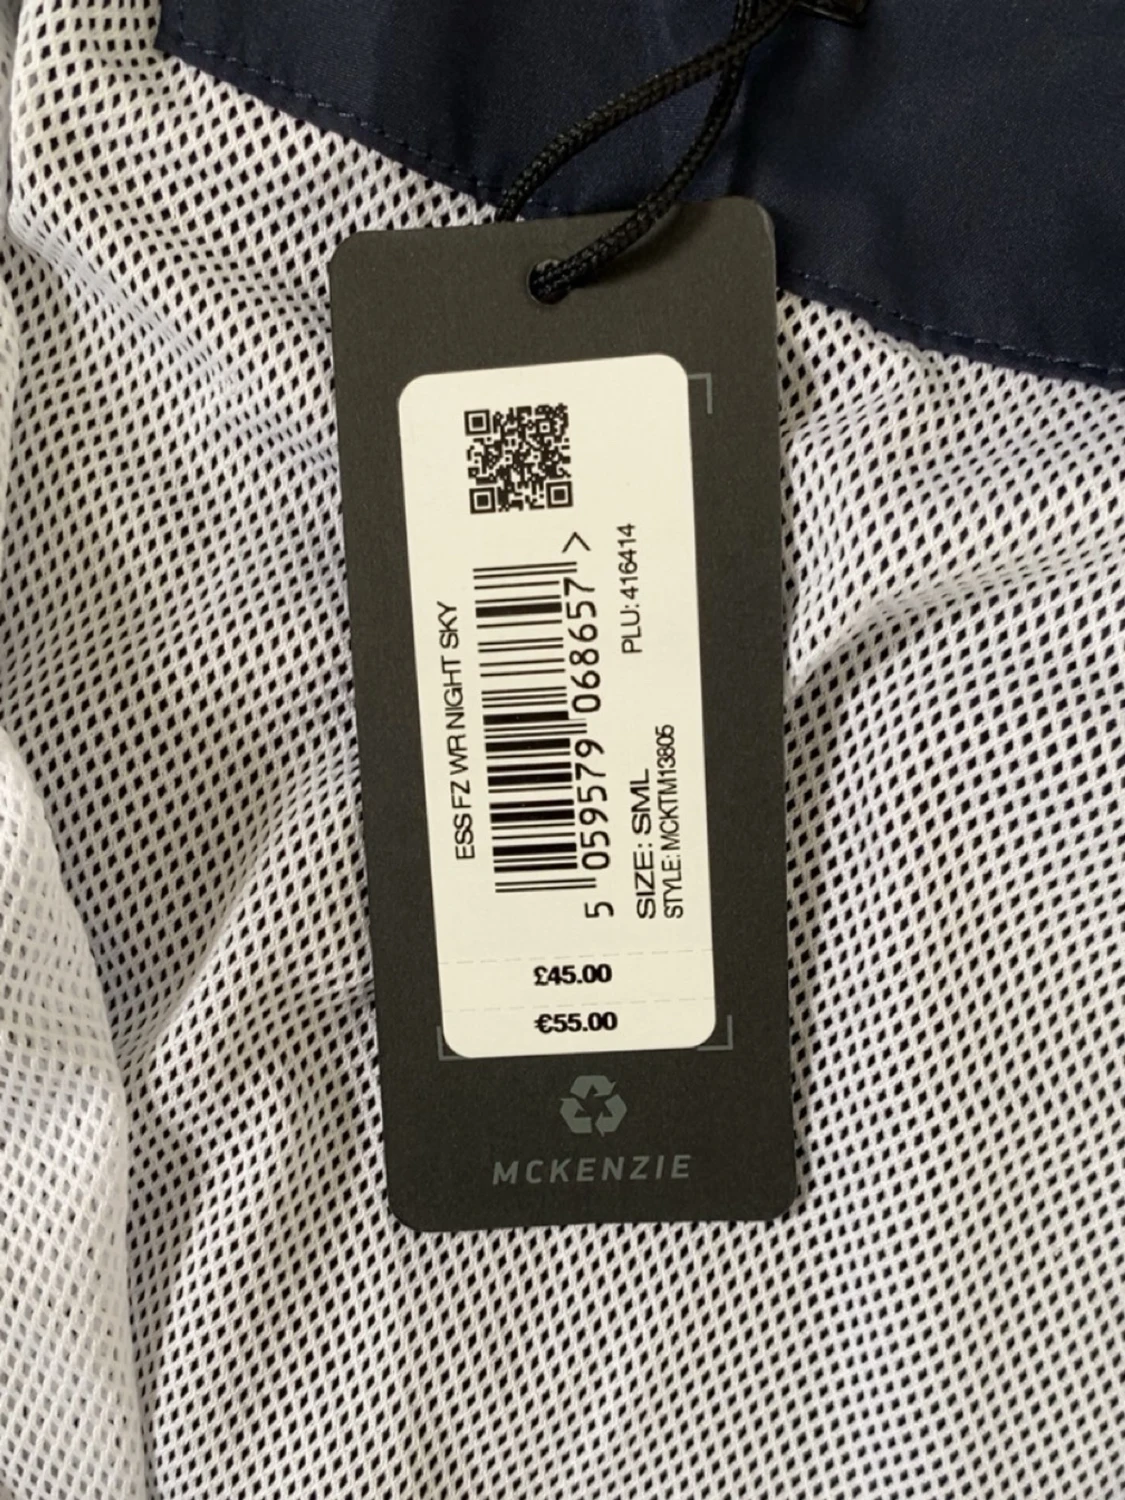 ESS FZ WR NIGHT SKY
5 059579 068657 >
PLU: 416414
SIZE: SML
STYLE: MCKTM13805
£45.00
€55.00
MCKENZIE